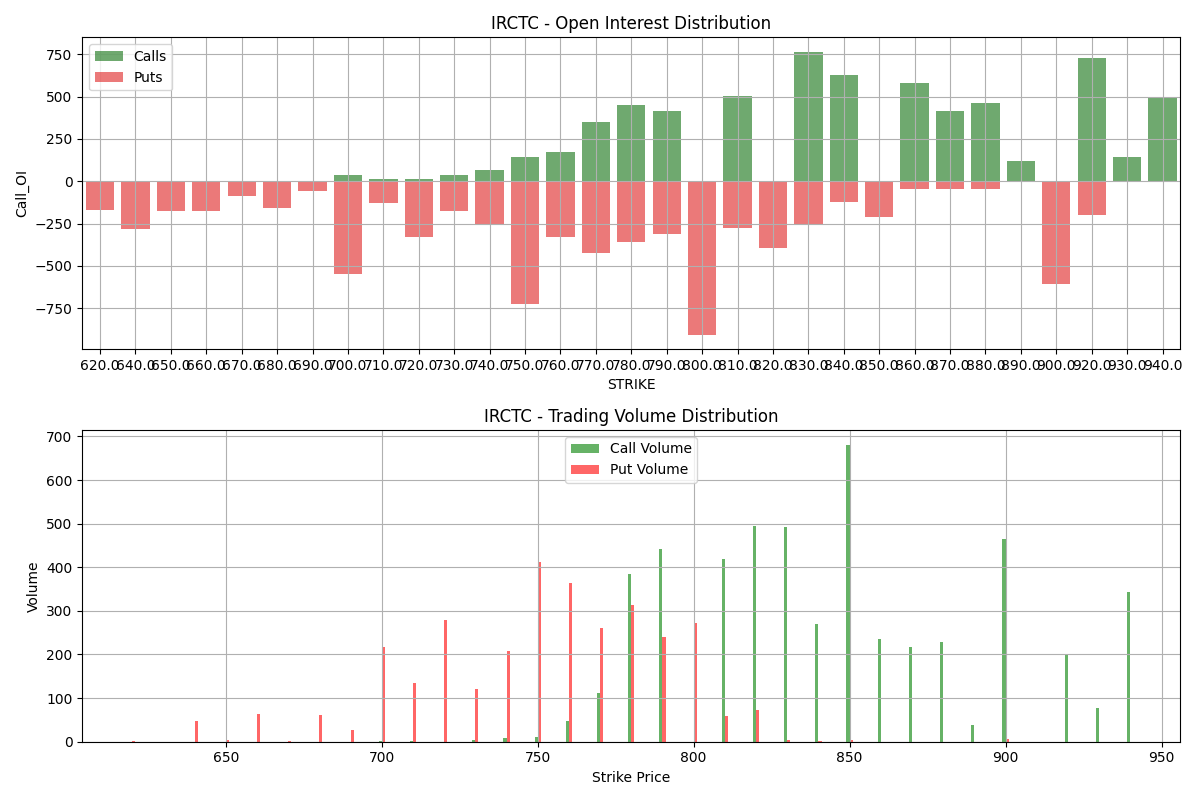 IRCTC - Open Interest Distribution
Calls
Puts
750
500
250
0
−250
−500
−750
Call_OI
620.0 640.0 650.0 660.0 670.0 680.0 690.0 700.0 710.0 720.0 730.0 740.0 750.0 760.0 770.0 780.0 790.0 800.0 810.0 820.0 830.0 840.0 850.0 860.0 870.0 880.0 890.0 900.0 920.0 930.0 940.0
STRIKE
IRCTC - Trading Volume Distribution
Call Volume
Put Volume
700
600
500
400
300
200
100
0
Volume
650 700 750 800 850 900 950
Strike Price